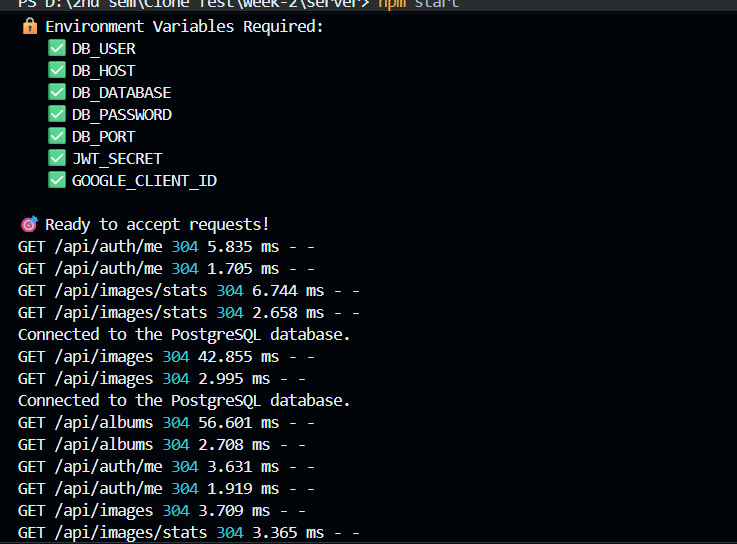 PS D:\2nd sem\Clone Test\week-2\server> npm start
🔒 Environment Variables Required:
✅ DB_USER
✅ DB_HOST
✅ DB_DATABASE
✅ DB_PASSWORD
✅ DB_PORT
✅ JWT_SECRET
✅ GOOGLE_CLIENT_ID
🎯 Ready to accept requests!
GET /api/auth/me 304 5.835 ms - -
GET /api/auth/me 304 1.705 ms - -
GET /api/images/stats 304 6.744 ms - -
GET /api/images/stats 304 2.658 ms - -
Connected to the PostgreSQL database.
GET /api/images 304 42.855 ms - -
GET /api/images 304 2.995 ms - -
Connected to the PostgreSQL database.
GET /api/albums 304 56.601 ms - -
GET /api/albums 304 2.708 ms - -
GET /api/auth/me 304 3.631 ms - -
GET /api/auth/me 304 1.919 ms - -
GET /api/images 304 3.709 ms - -
GET /api/images/stats 304 3.365 ms - -